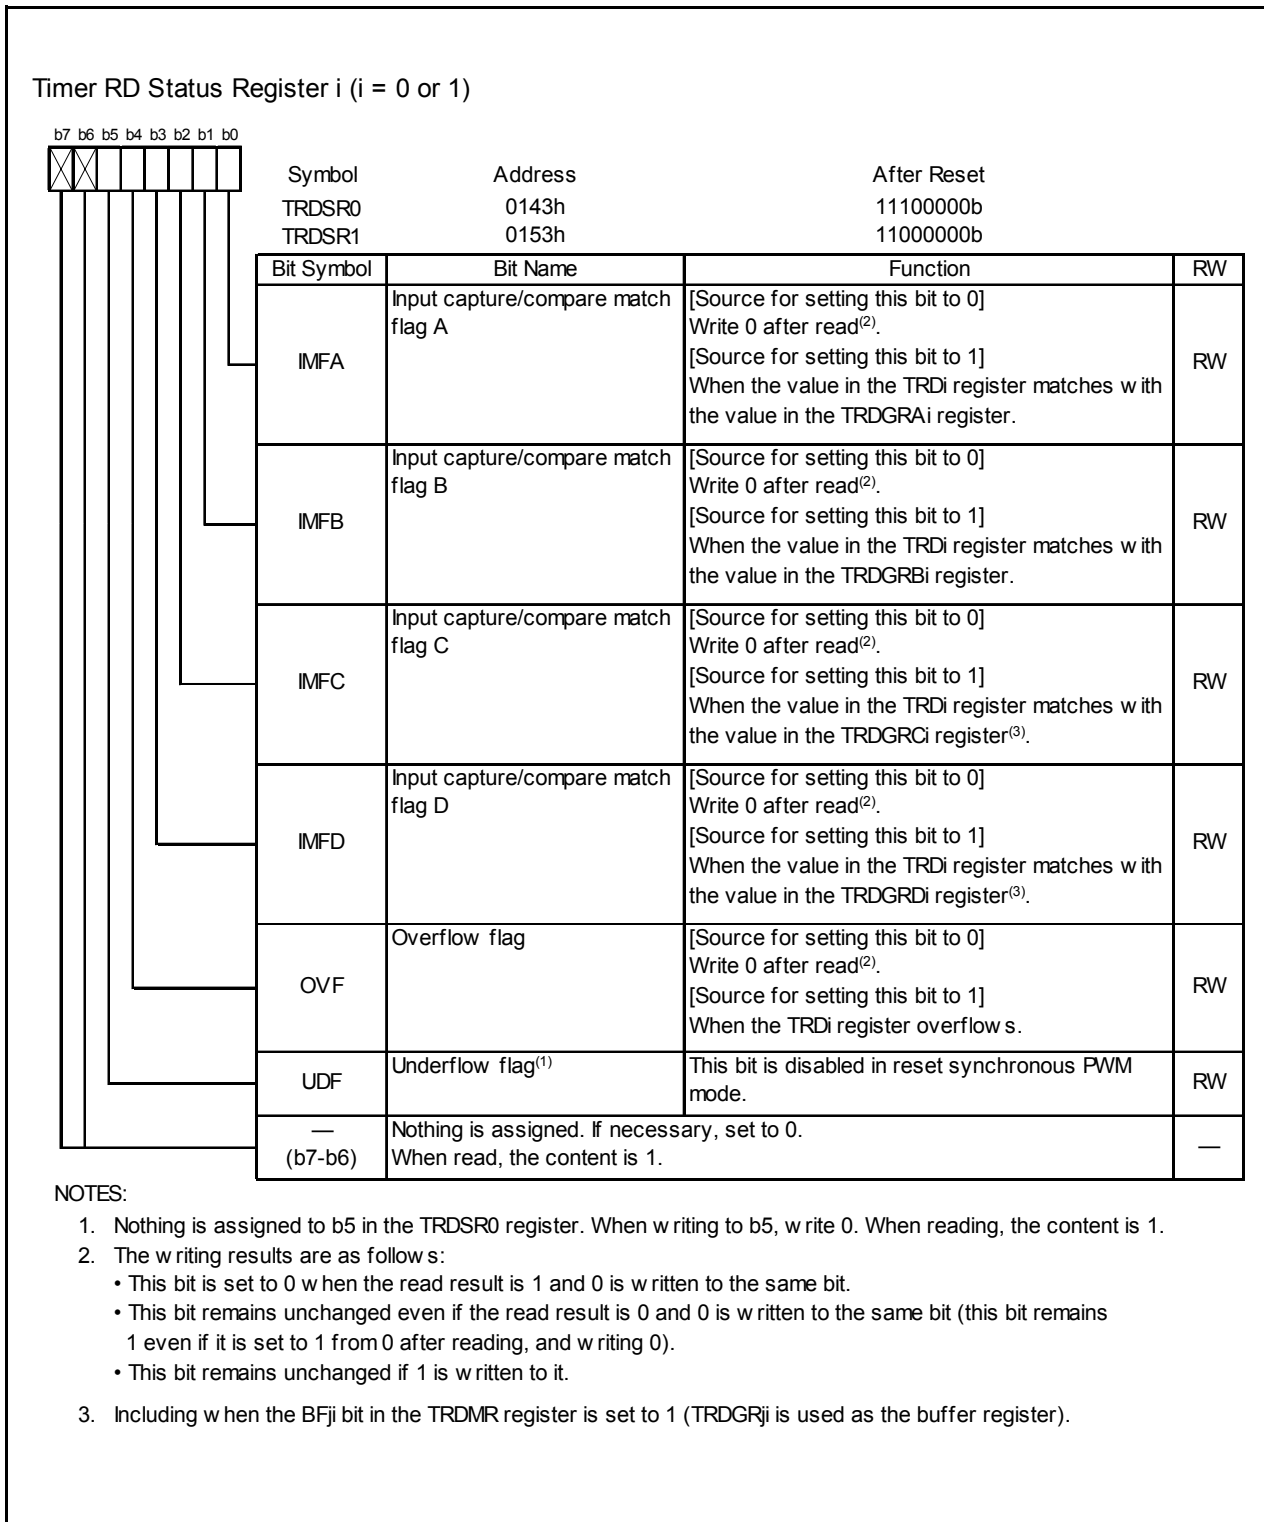 Timer RD Status Register i (i = 0 or 1)
b7 b6 b5 b4 b3 b2 b1 b0
Symbol Address After Reset
TRDSR0 0143h 11100000b
TRDSR1 0153h 11000000b
Bit Symbol Bit Name Function RW
IMFA
Input capture/compare match
flag A
[Source for setting this bit to 0]
Write 0 after read(2).
[Source for setting this bit to 1]
When the value in the TRDi register matches with
the value in the TRDGRAi register.
RW
IMFB
Input capture/compare match
flag B
[Source for setting this bit to 0]
Write 0 after read(2).
[Source for setting this bit to 1]
When the value in the TRDi register matches with
the value in the TRDGRBi register.
RW
IMFC
Input capture/compare match
flag C
[Source for setting this bit to 0]
Write 0 after read(2).
[Source for setting this bit to 1]
When the value in the TRDi register matches with
the value in the TRDGRCi register(3).
RW
IMFD
Input capture/compare match
flag D
[Source for setting this bit to 0]
Write 0 after read(2).
[Source for setting this bit to 1]
When the value in the TRDi register matches with
the value in the TRDGRDi register(3).
RW
OVF
Overflow flag
[Source for setting this bit to 0]
Write 0 after read(2).
[Source for setting this bit to 1]
When the TRDi register overflows.
RW
UDF
Underflow flag(1)
This bit is disabled in reset synchronous PWM
mode.
RW
—
(b7-b6)
Nothing is assigned. If necessary, set to 0.
When read, the content is 1.
—
NOTES:
1. Nothing is assigned to b5 in the TRDSR0 register. When writing to b5, write 0. When reading, the content is 1.
2. The writing results are as follows:
• This bit is set to 0 when the read result is 1 and 0 is written to the same bit.
• This bit remains unchanged even if the read result is 0 and 0 is written to the same bit (this bit remains
1 even if it is set to 1 from 0 after reading, and writing 0).
• This bit remains unchanged if 1 is written to it.
3. Including when the BFji bit in the TRDMR register is set to 1 (TRDGRji is used as the buffer register).